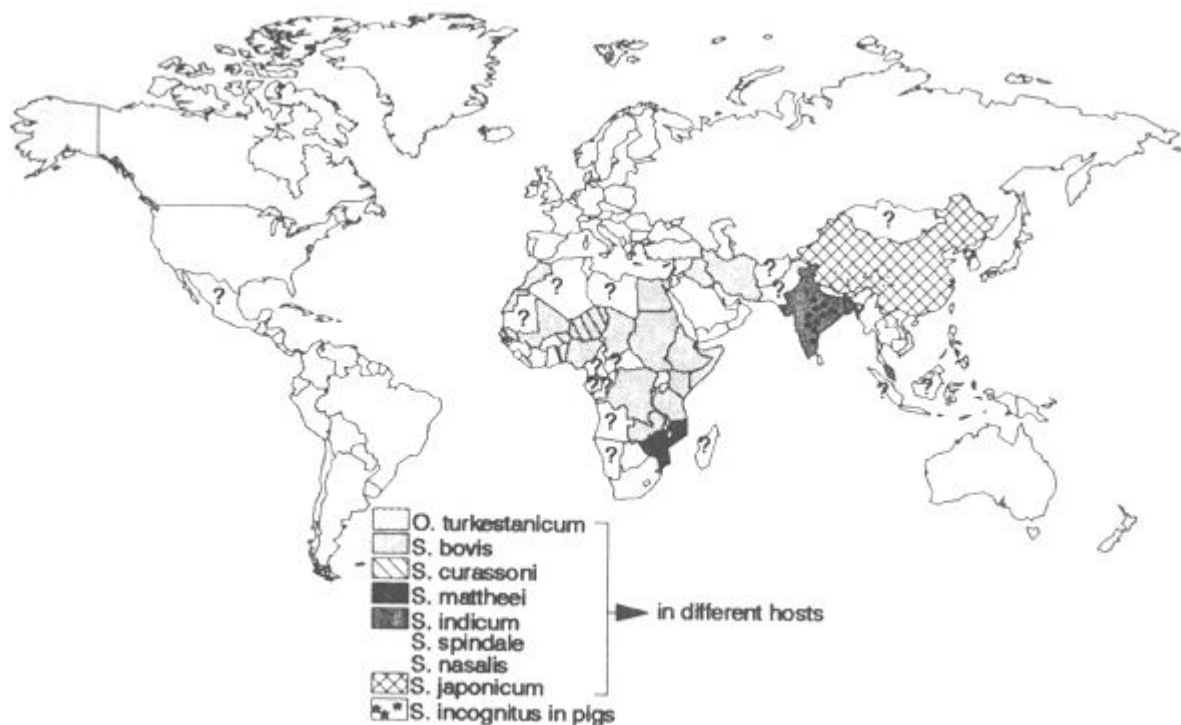 ?
?
?
?
?
?
?
?
?
??
?
?
?
?
?
O. turkestanicum
S. bovis
S. curassoni
S. mattheei
S. indicum
S. spindale
S. nasalis
S. japonicum
S. incognitus in pigs
in different hosts